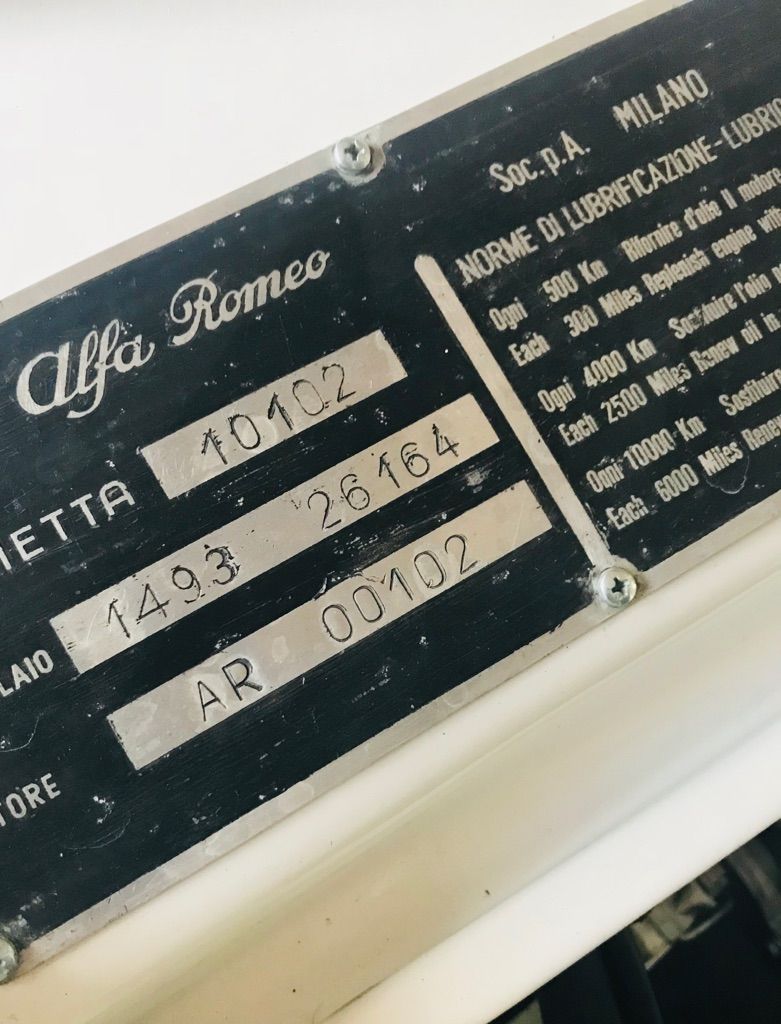 Alfa Romeo
IETTA 10102
LAIO 1493 26164
TORE AR 00102
Soc. p. A. MILANO
NORME DI LUBRIFICAZIONE-LUBRIC
Ogni 500 Km Rifornire d'olio il motore
Each 300 Miles Replenish engine with
Ogni 4000 Km Sostituire l'olio
Each 2500 Miles Renew oil in
Ogni 10000 Km Sostituire
Each 6000 Miles Rene